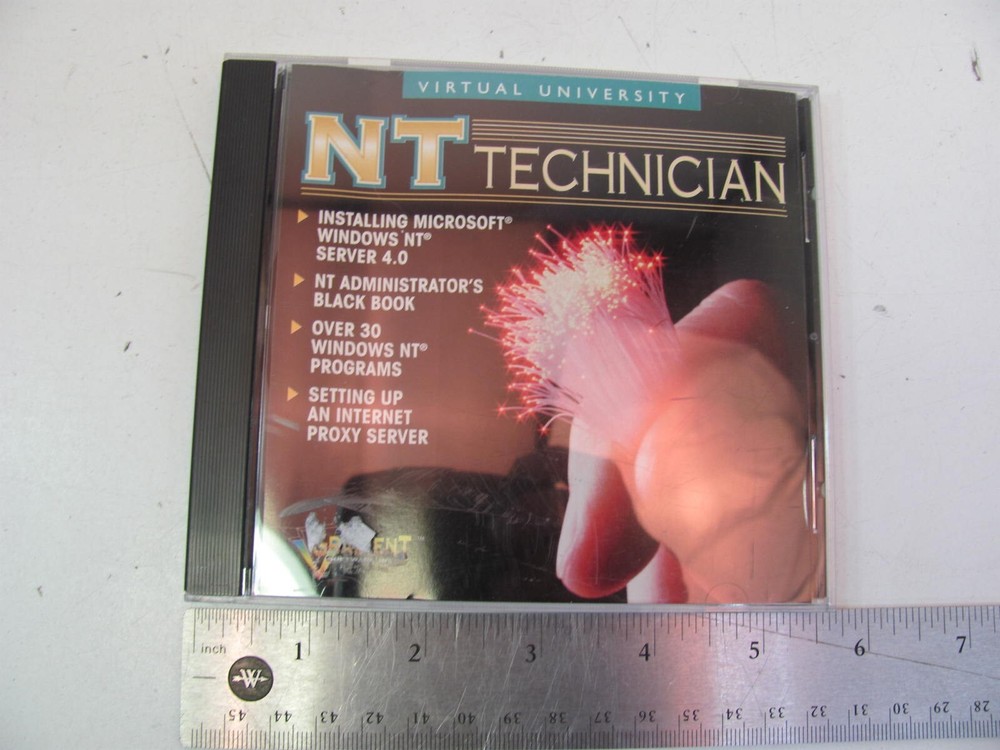 VIRTUAL UNIVERSITY
NT TECHNICIAN
INSTALLING MICROSOFT®
WINDOWS NT®
SERVER 4.0
NT ADMINISTRATOR'S
BLACK BOOK
OVER 30
WINDOWS NT®
PROGRAMS
SETTING UP
AN INTERNET
PROXY SERVER
inch 1 2 3 4 5 6 7
W
45 44 43 42 41 40 39 38 37 36 35 34 33 32 31 30 29 28